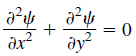 ∂²ψ/∂x² + ∂²ψ/∂y² = 0